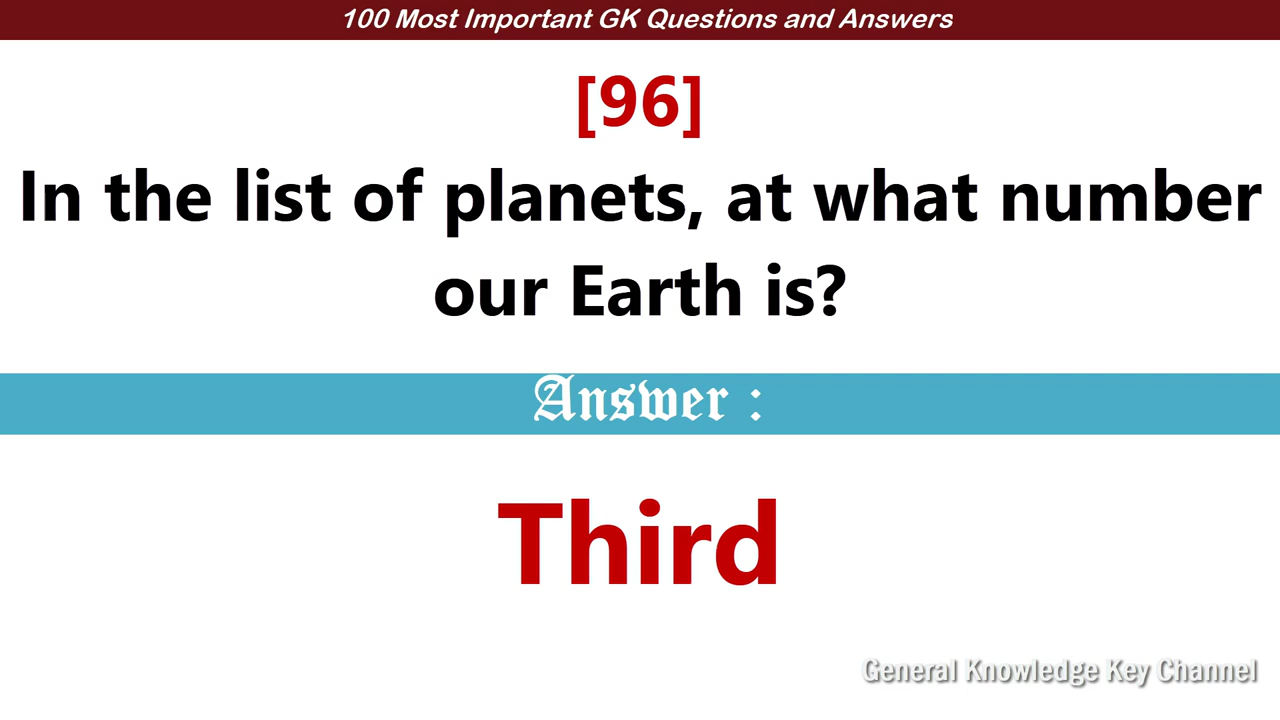 100 Most Important GK Questions and Answers
[96]
In the list of planets, at what number
our Earth is?
Answer :
Third
General Knowledge Key Channel